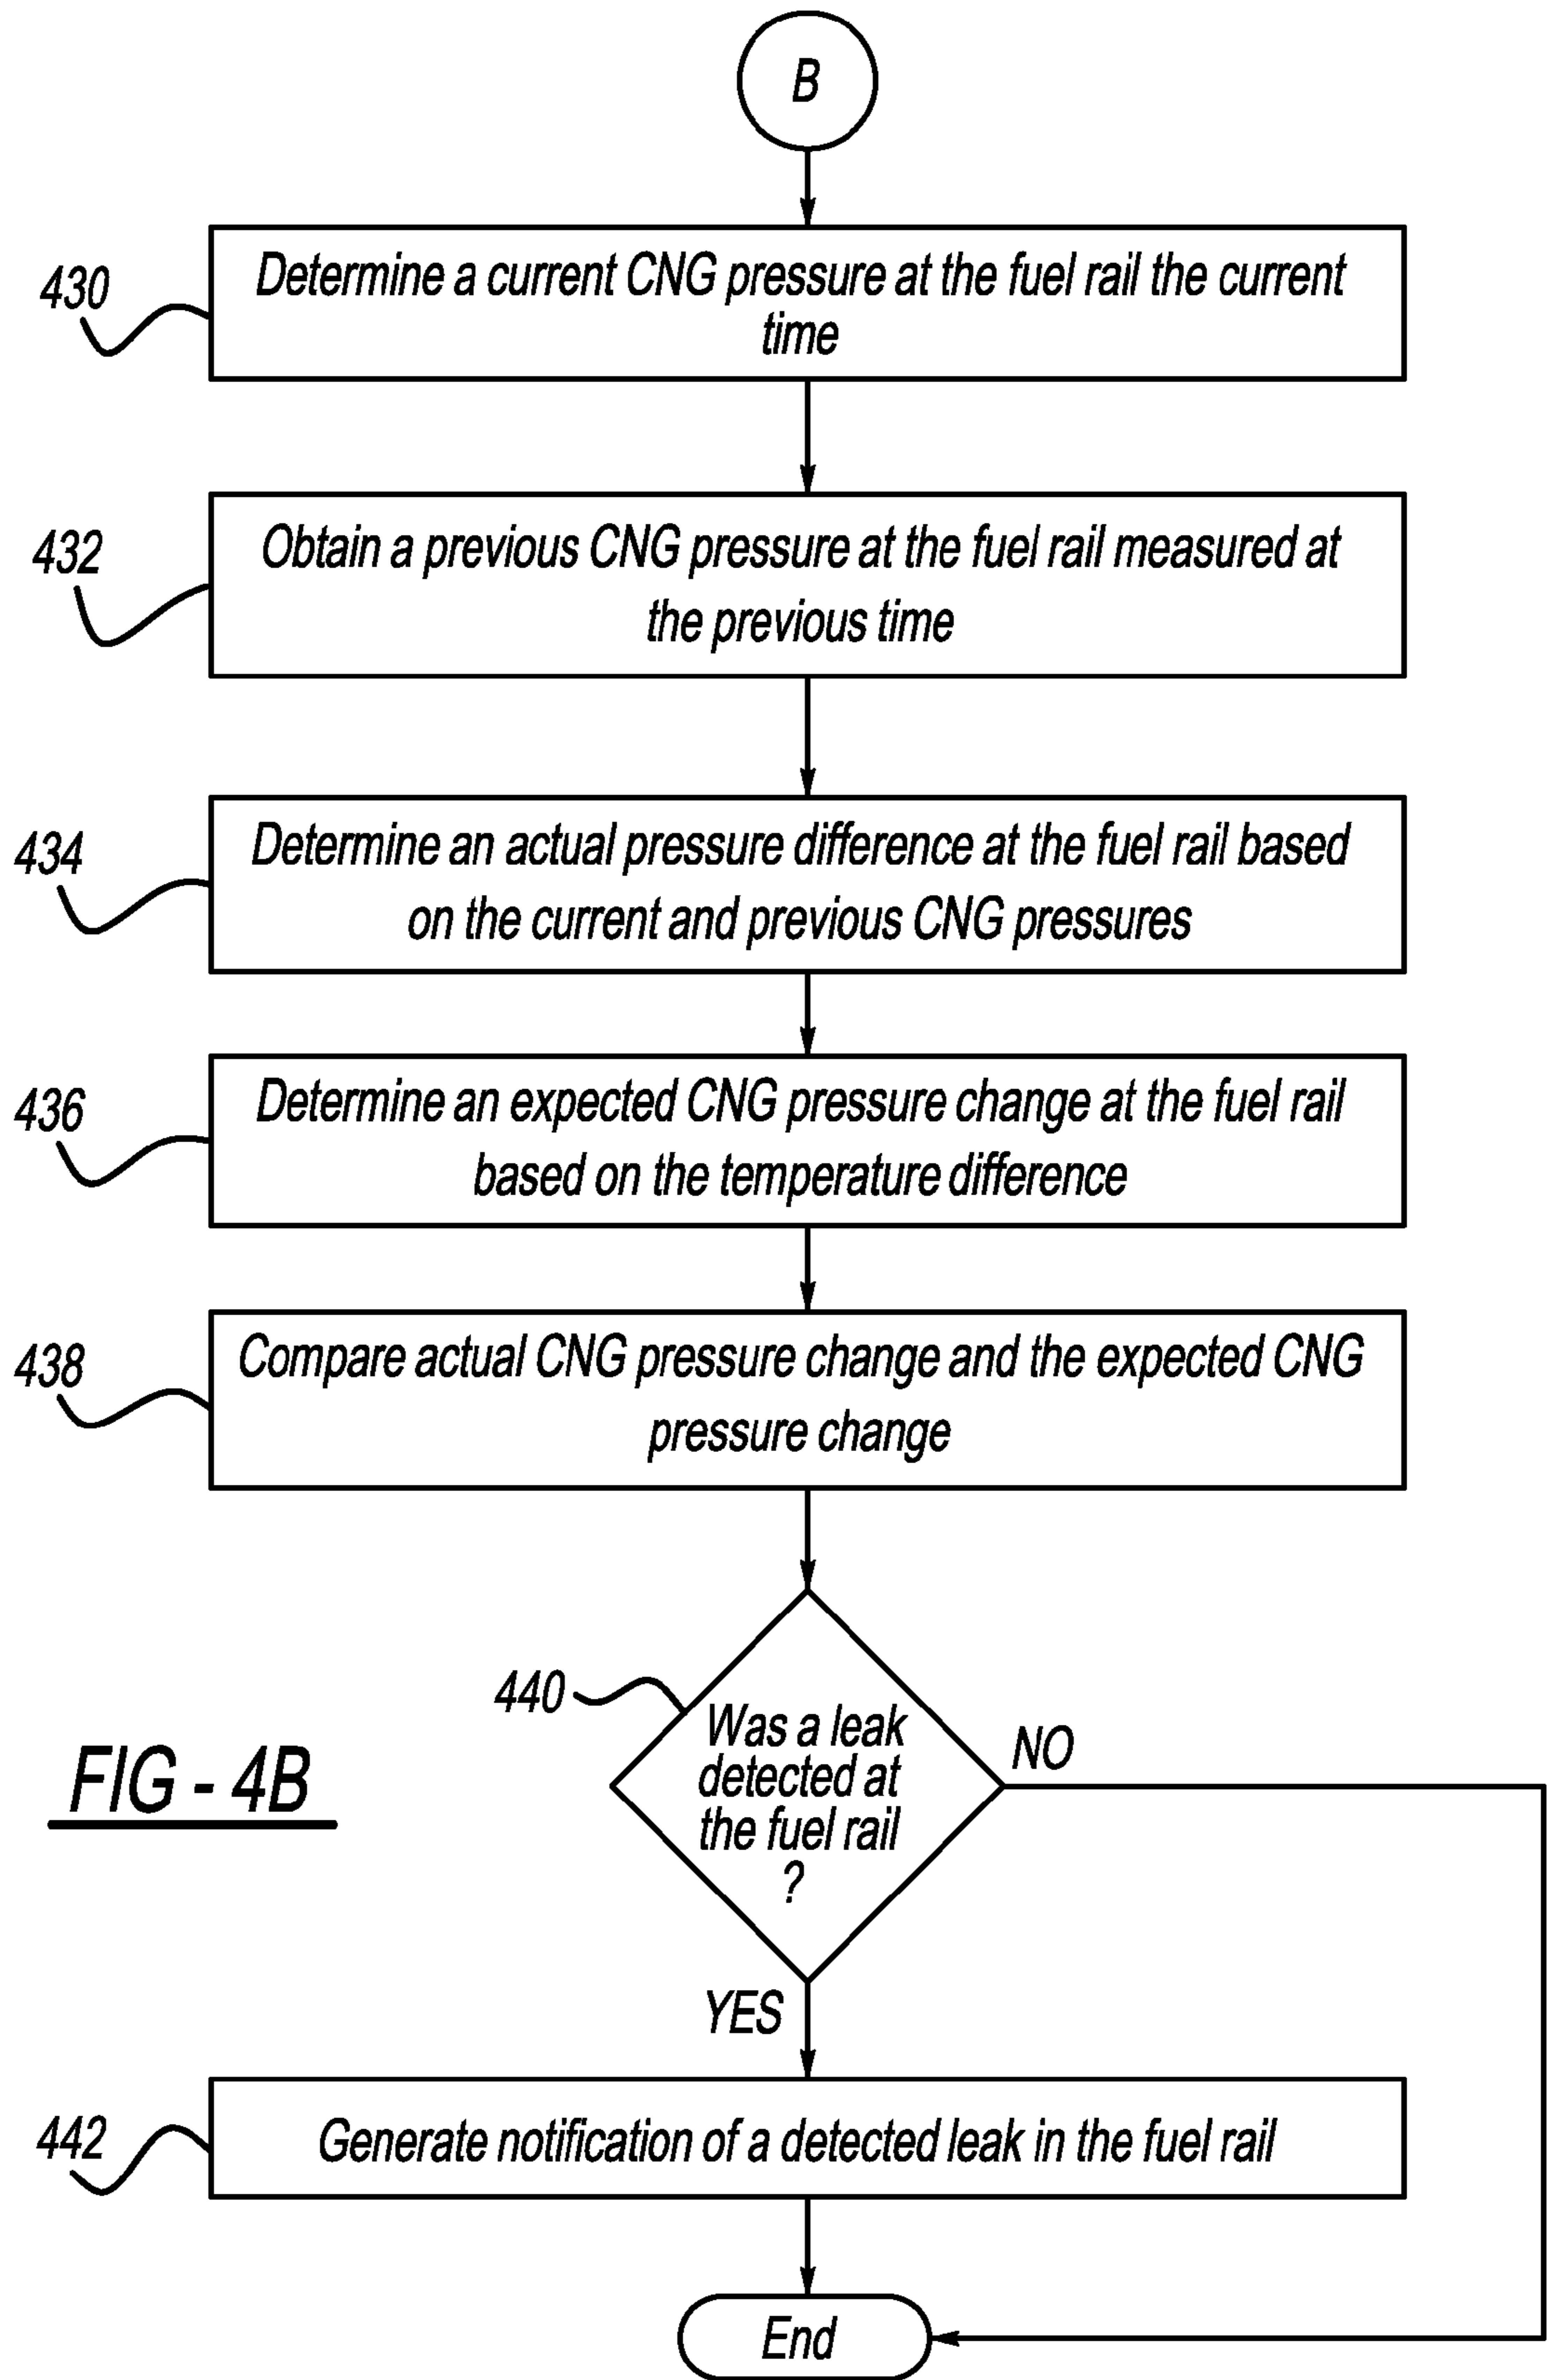 B
430
Determine a current CNG pressure at the fuel rail the current
time
432
Obtain a previous CNG pressure at the fuel rail measured at
the previous time
434
Determine an actual pressure difference at the fuel rail based
on the current and previous CNG pressures
436
Determine an expected CNG pressure change at the fuel rail
based on the temperature difference
438
Compare actual CNG pressure change and the expected CNG
pressure change
440
Was a leak
detected at
the fuel rail
?
NO
FIG - 4B
YES
442
Generate notification of a detected leak in the fuel rail
End